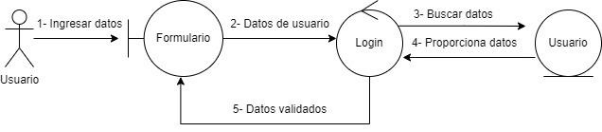 1- Ingresar datos
Usuario
Formulario
2- Datos de usuario
Login
3- Buscar datos
4- Proporciona datos
Usuario
5- Datos validados